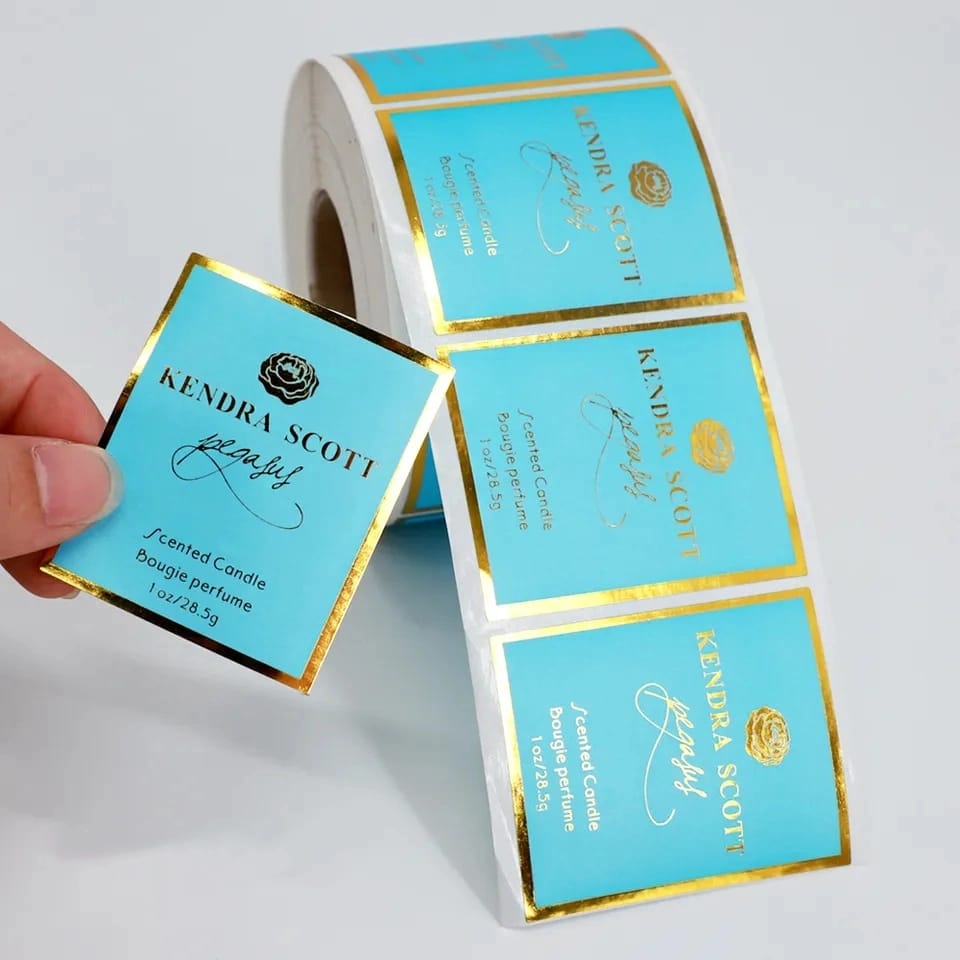 KENDRA SCOTT
pegasus
Scented Candle
Bougie perfume
1 oz/28.5g
KENDRA SCOTT
pegasus
Scented Candle
Bougie perfume
1 oz/28.5g
KENDRA SCOTT
pegasus
Scented Candle
Bougie perfume
1 oz/28.5g
KENDRA SCOTT
pegasus
Scented Candle
Bougie perfume
1 oz/28.5g